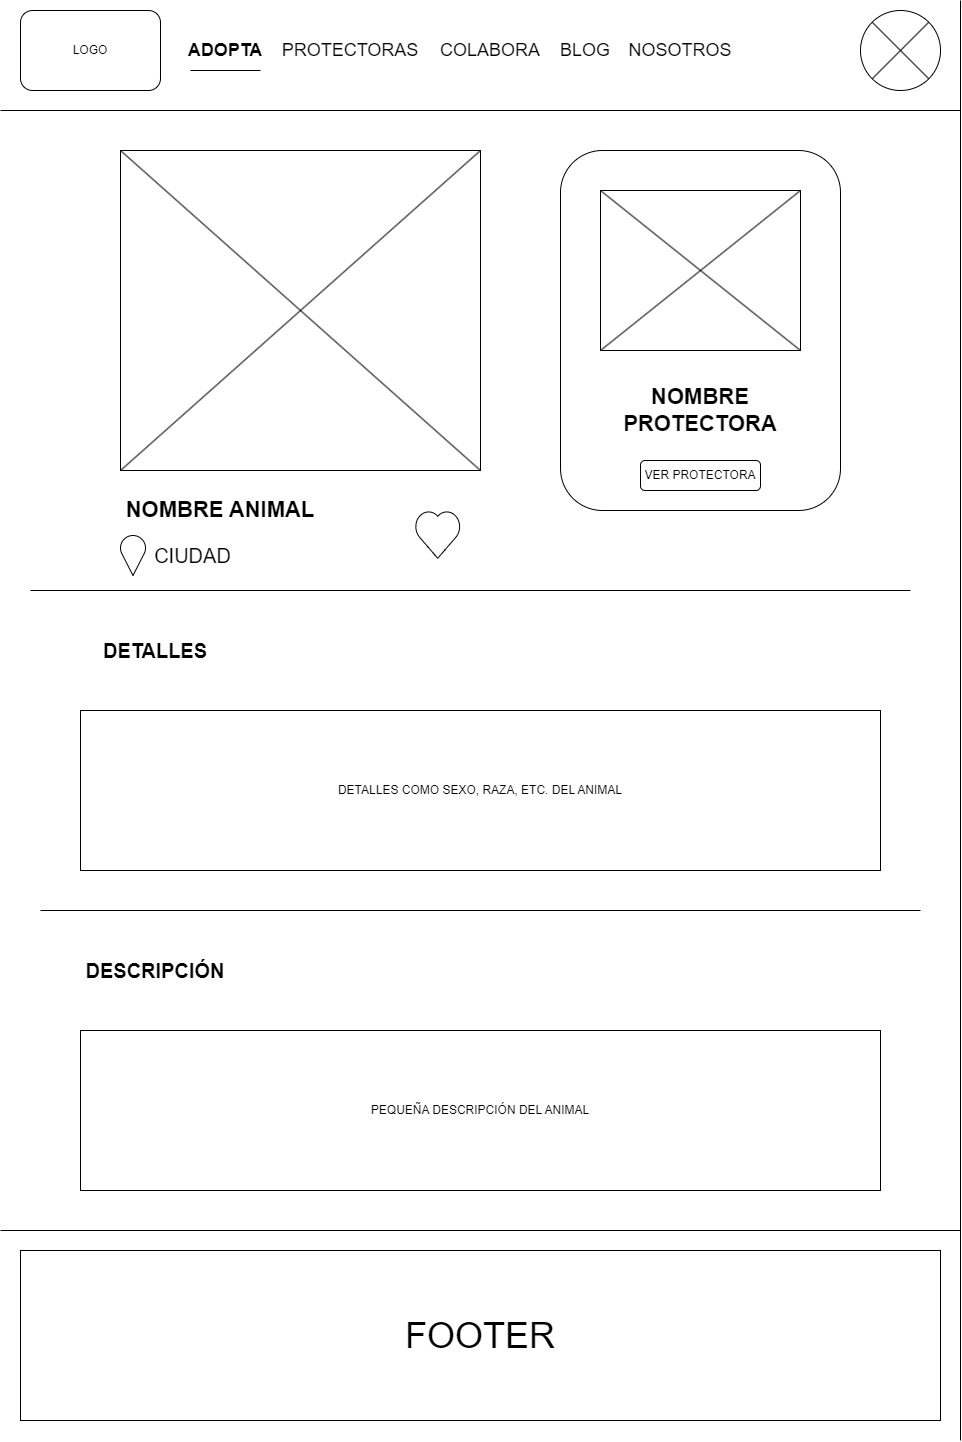 LOGO
ADOPTA PROTECTORAS COLABORA BLOG NOSOTROS
NOMBRE
PROTECTORA
VER PROTECTORA
NOMBRE ANIMAL
CIUDAD
DETALLES
DETALLES COMO SEXO, RAZA, ETC. DEL ANIMAL
DESCRIPCIÓN
PEQUEÑA DESCRIPCIÓN DEL ANIMAL
FOOTER